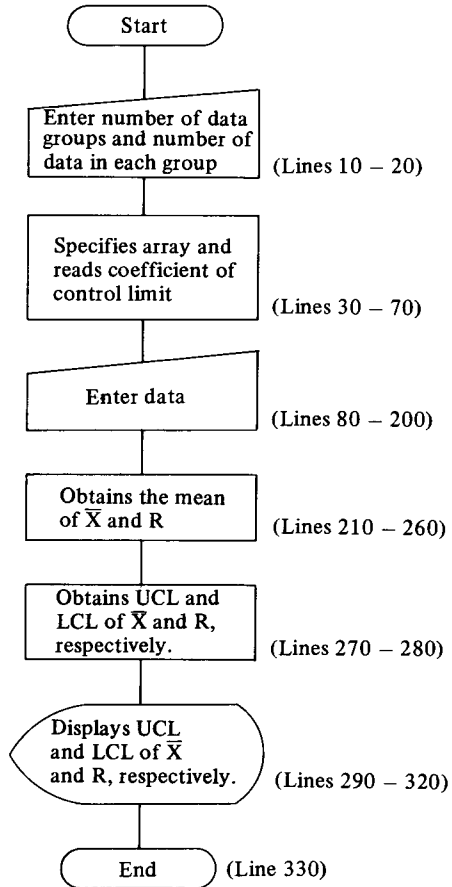 Start
Enter number of data
groups and number of
data in each group
(Lines 10 – 20)
Specifies array and
reads coefficient of
control limit
(Lines 30 – 70)
Enter data
(Lines 80 – 200)
Obtains the mean
of X̅ and R
(Lines 210 – 260)
Obtains UCL and
LCL of X̅ and R,
respectively.
(Lines 270 – 280)
Displays UCL
and LCL of X̅
and R, respectively.
(Lines 290 – 320)
End
(Line 330)